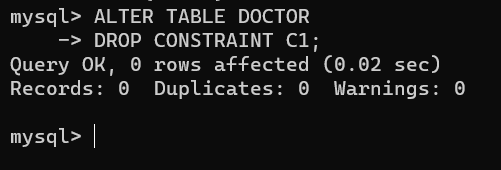 mysql> ALTER TABLE DOCTOR
    -> DROP CONSTRAINT C1;
Query OK, 0 rows affected (0.02 sec)
Records: 0  Duplicates: 0  Warnings: 0
mysql>